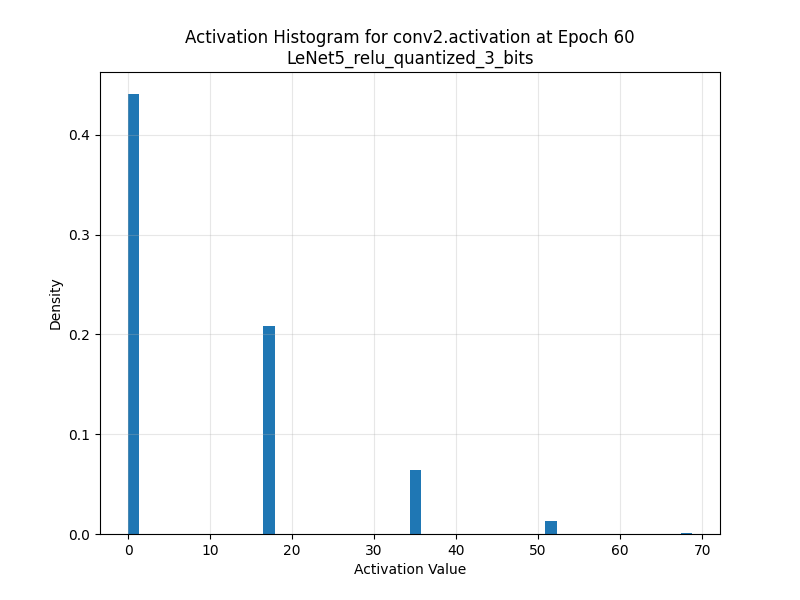 Activation Histogram for conv2.activation at Epoch 60
LeNet5_relu_quantized_3_bits
Density
0.4
0.3
0.2
0.1
0.0
0 10 20 30 40 50 60 70
Activation Value